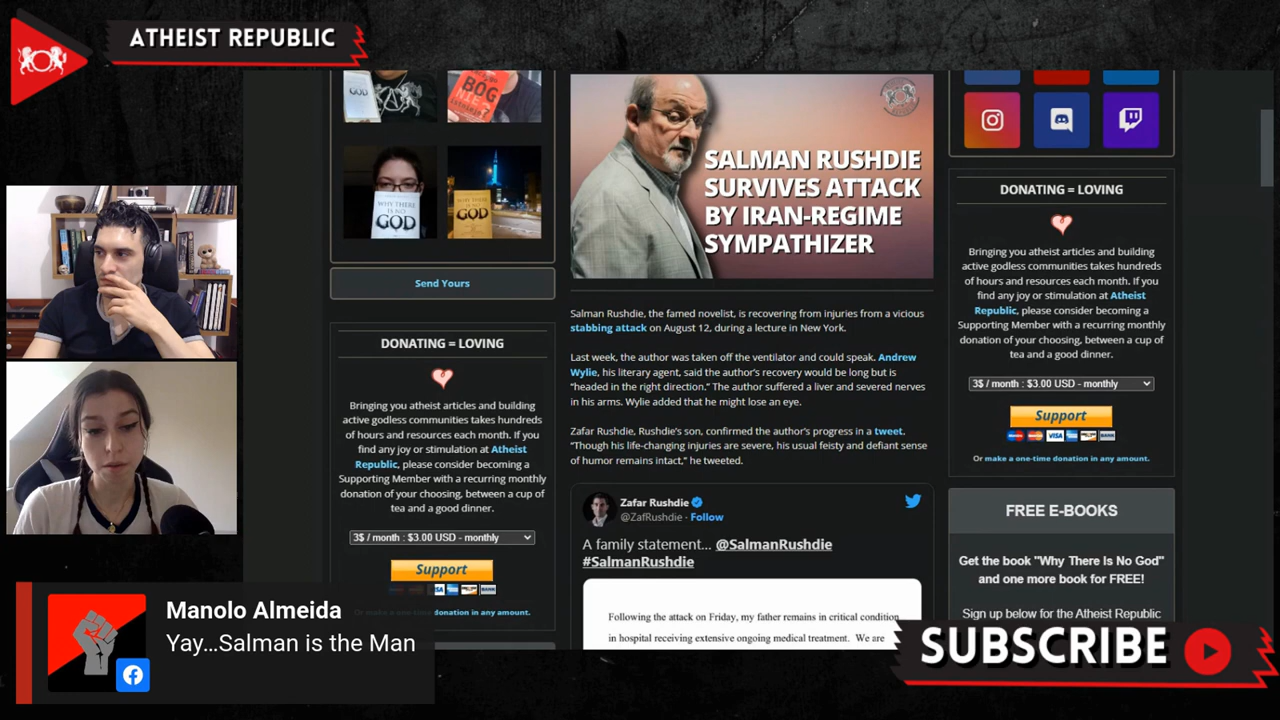 ATHEIST REPUBLIC
GOD
BOG
WHY THERE
IS NO
GOD
WHY THERE
IS NO
GOD
Send Yours
DONATING = LOVING
Bringing you atheist articles and building
active godless communities takes hundreds
of hours and resources each month. If you
find any joy or stimulation at Atheist
Republic, please consider becoming a
Supporting Member with a recurring monthly
donation of your choosing, between a cup of
tea and a good dinner.
3$ / month : $3.00 USD - monthly
Support
VISA
BANK
donation in any amount.
SALMAN RUSHDIE
SURVIVES ATTACK
BY IRAN-REGIME
SYMPATHIZER
Salman Rushdie, the famed novelist, is recovering from injuries from a vicious
stabbing attack on August 12, during a lecture in New York.
Last week, the author was taken off the ventilator and could speak. Andrew
Wylie, his literary agent, said the author's recovery would be long but is
“headed in the right direction.” The author suffered a liver and severed nerves
in his arms. Wylie added that he might lose an eye.
Zafar Rushdie, Rushdie's son, confirmed the author's progress in a tweet.
“Though his life-changing injuries are severe, his usual feisty and defiant sense
of humor remains intact,” he tweeted.
Zafar Rushdie
@ZafRushdie · Follow
A family statement... @SalmanRushdie
#SalmanRushdie
Following the attack on Friday, my father remains in critical condition
in hospital receiving extensive ongoing medical treatment. We are
DONATING = LOVING
Bringing you atheist articles and building
active godless communities takes hundreds
of hours and resources each month. If you
find any joy or stimulation at Atheist
Republic, please consider becoming a
Supporting Member with a recurring monthly
donation of your choosing, between a cup of
tea and a good dinner.
3$ / month : $3.00 USD - monthly
Support
VISA
BANK
Or make a one-time donation in any amount.
FREE E-BOOKS
Get the book "Why There Is No God"
and one more book for FREE!
Sign up below for the Atheist Republic
Manolo Almeida
Yay...Salman is the Man
SUBSCRIBE